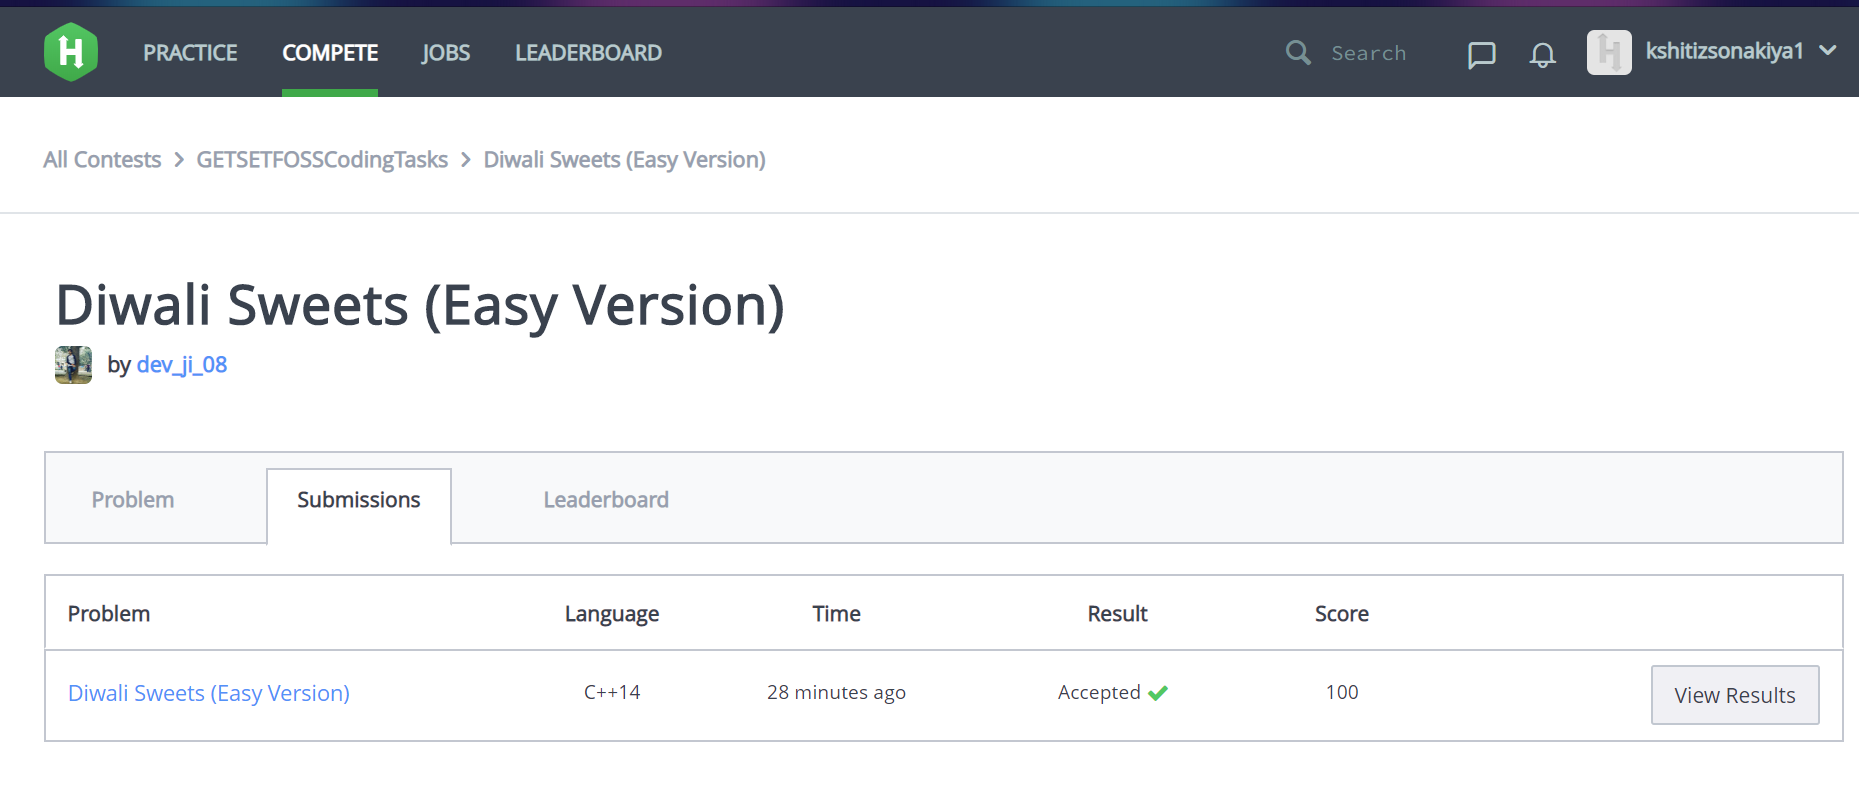 H PRACTICE COMPETE JOBS LEADERBOARD Search H kshitizsonakiya1
All Contests > GETSETFOSSCodingTasks > Diwali Sweets (Easy Version)
Diwali Sweets (Easy Version)
by dev_ji_08
Problem Submissions Leaderboard
Problem Language Time Result Score
Diwali Sweets (Easy Version) C++14 28 minutes ago Accepted 100 View Results